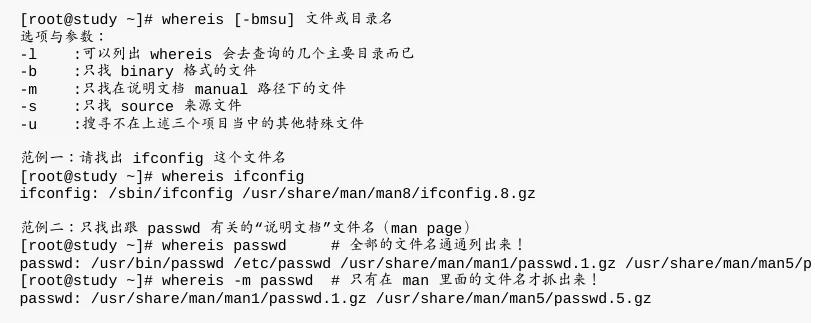 [root@study ~]# whereis [-bmsu] 文件或目录名
选项与参数：
-l    :可以列出 whereis 会去查询的几个主要目录而已
-b    :只找 binary 格式的文件
-m    :只找在说明文档 manual 路径下的文件
-s    :只找 source 来源文件
-u    :搜寻不在上述三个项目当中的其他特殊文件
范例一：请找出 ifconfig 这个文件名
[root@study ~]# whereis ifconfig
ifconfig: /sbin/ifconfig /usr/share/man/man8/ifconfig.8.gz
范例二：只找出跟 passwd 有关的“说明文档”文件名（man page）
[root@study ~]# whereis passwd     # 全部的文件名通通列出来！
passwd: /usr/bin/passwd /etc/passwd /usr/share/man/man1/passwd.1.gz /usr/share/man/man5/p
[root@study ~]# whereis -m passwd  # 只有在 man 里面的文件名才抓出来！
passwd: /usr/share/man/man1/passwd.1.gz /usr/share/man/man5/passwd.5.gz